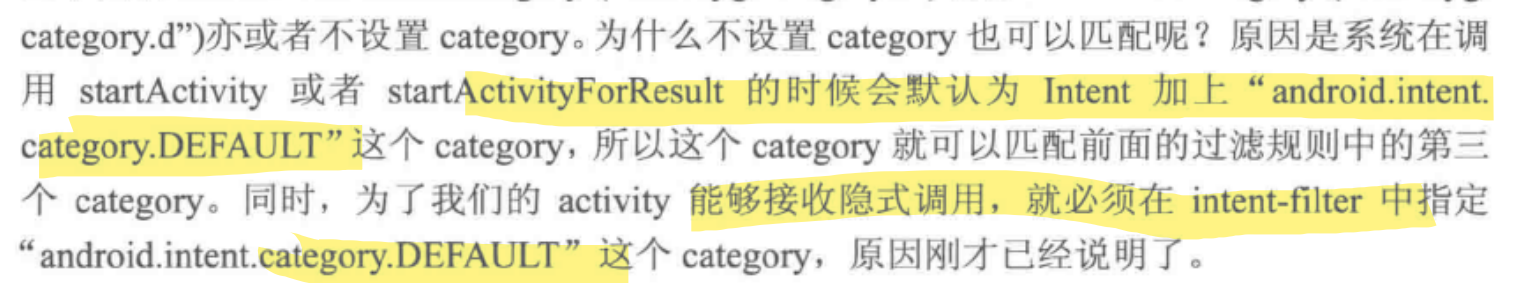 category.d”)亦或者不设置 category。为什么不设置 category 也可以匹配呢？原因是系统在调
用 startActivity 或者 startActivityForResult 的时候会默认为 Intent 加上“android.intent.
category.DEFAULT”这个 category，所以这个 category 就可以匹配前面的过滤规则中的第三
个 category。同时，为了我们的 activity 能够接收隐式调用，就必须在 intent-filter 中指定
“android.intent.category.DEFAULT”这个 category，原因刚才已经说明了。